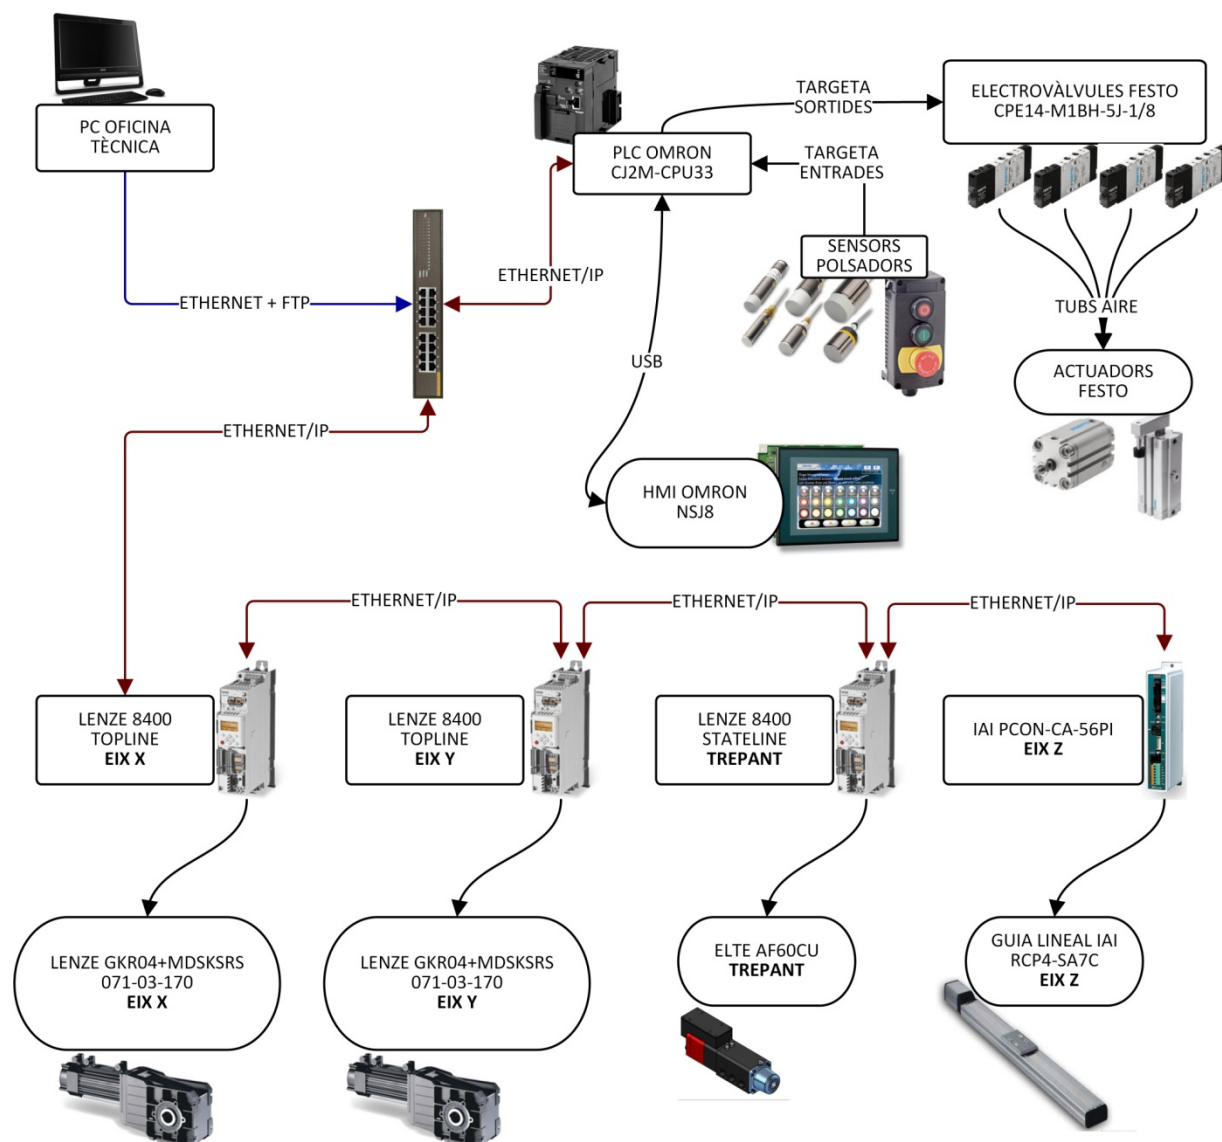 PC OFICINA
TÈCNICA
PLC OMRON
CJ2M-CPU33
TARGETA
SORTIDES
ELECTROVÀLVULES FESTO
CPE14-M1BH-5J-1/8
TARGETA
ENTRADES
SENSORS
POLSADORS
ETHERNET/IP
ETHERNET + FTP
TUBS AIRE
USB
ACTUADORS
FESTO
ETHERNET/IP
HMI OMRON
NSJ8
ETHERNET/IP
ETHERNET/IP
ETHERNET/IP
LENZE 8400
TOPLINE
EIX X
LENZE 8400
TOPLINE
EIX Y
LENZE 8400
STATELINE
TREPANT
IAI PCON-CA-56PI
EIX Z
LENZE GKR04+MDSKSRS
071-03-170
EIX X
LENZE GKR04+MDSKSRS
071-03-170
EIX Y
ELTE AF60CU
TREPANT
GUIA LINEAL IAI
RCP4-SA7C
EIX Z